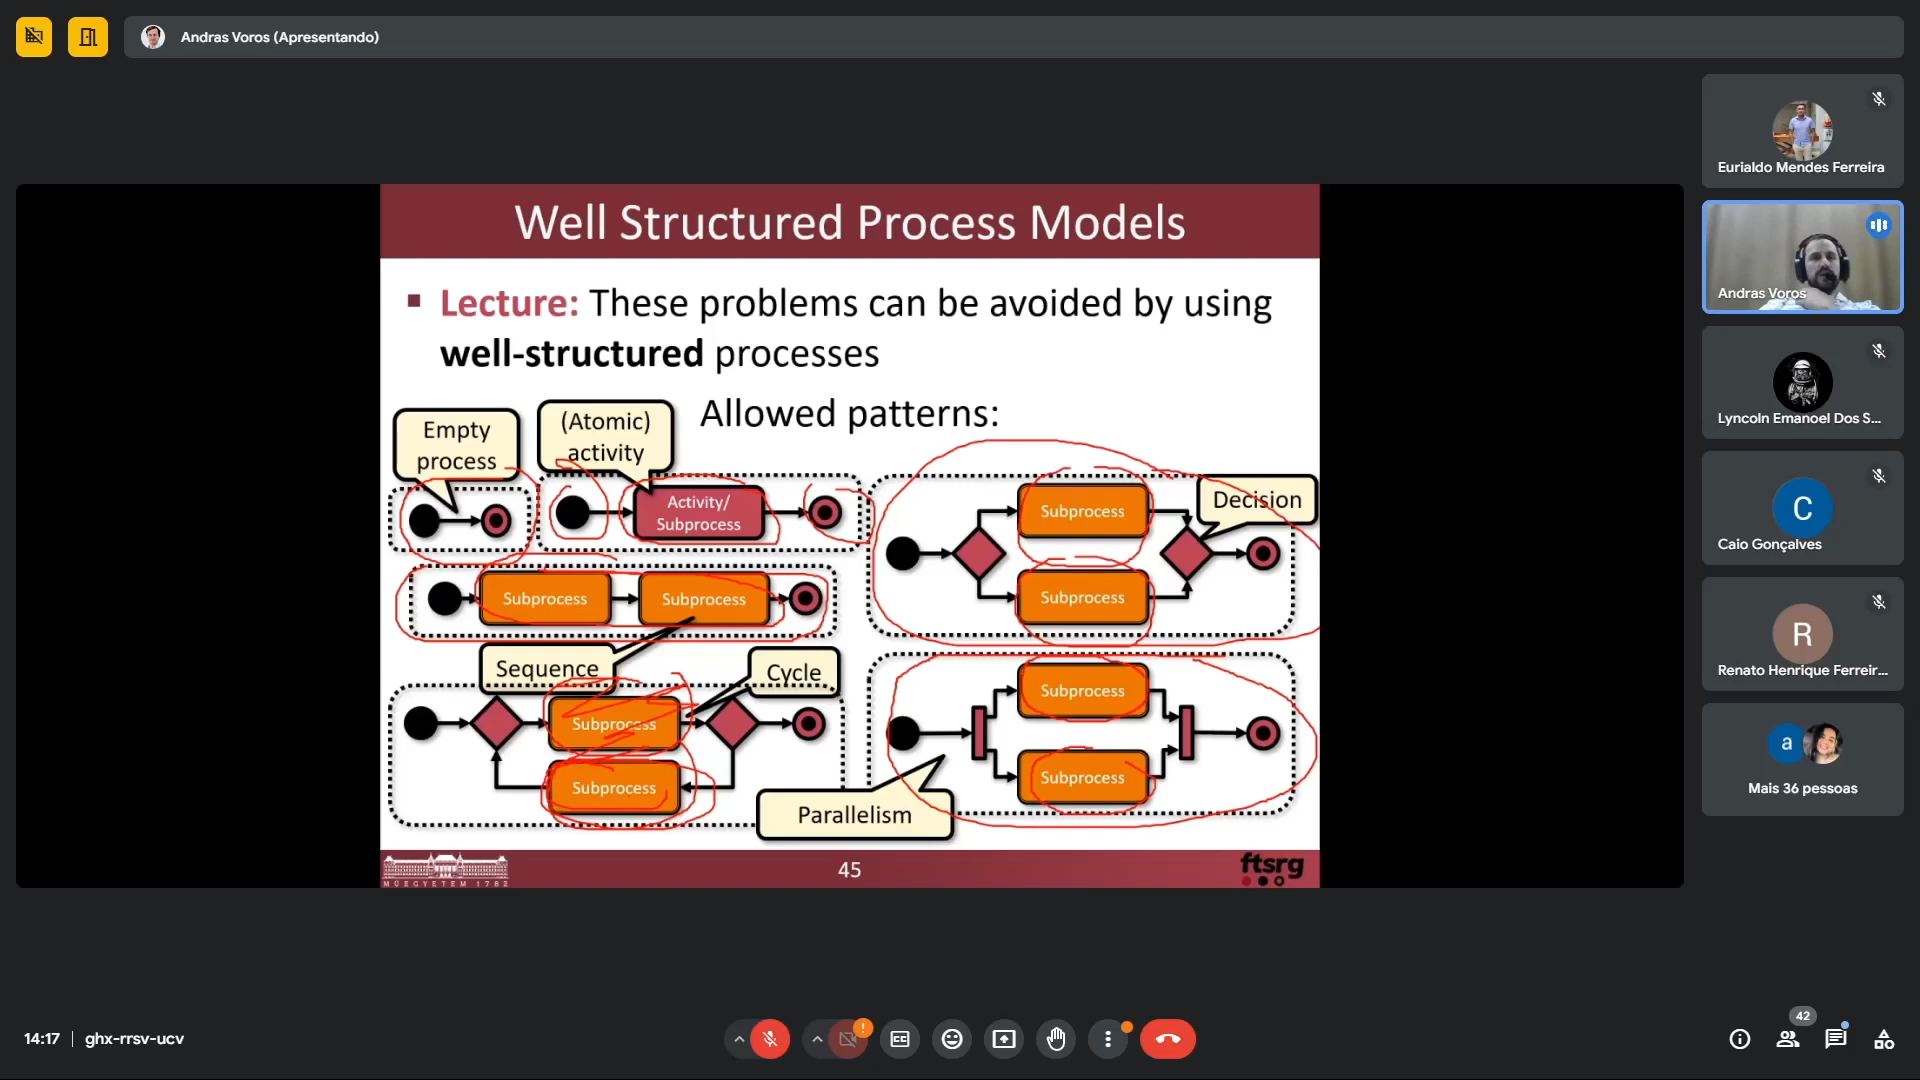 Andras Voros (Apresentando)
Eurialdo Mendes Ferreira
Andras Voros
Lyncoln Emanoel Dos S...
C
Caio Gonçalves
R
Renato Henrique Ferreir...
a
Mais 36 pessoas
Well Structured Process Models
Lecture: These problems can be avoided by using
well-structured processes
Allowed patterns:
Empty
process
(Atomic)
activity
Activity/
Subprocess
Subprocess
Subprocess
Sequence
Cycle
Subprocess
Subprocess
Decision
Subprocess
Subprocess
Parallelism
Subprocess
Subprocess
MŰEGYETEM 1782
45
ftsrg
14:17 | ghx-rrsv-ucv
!
42